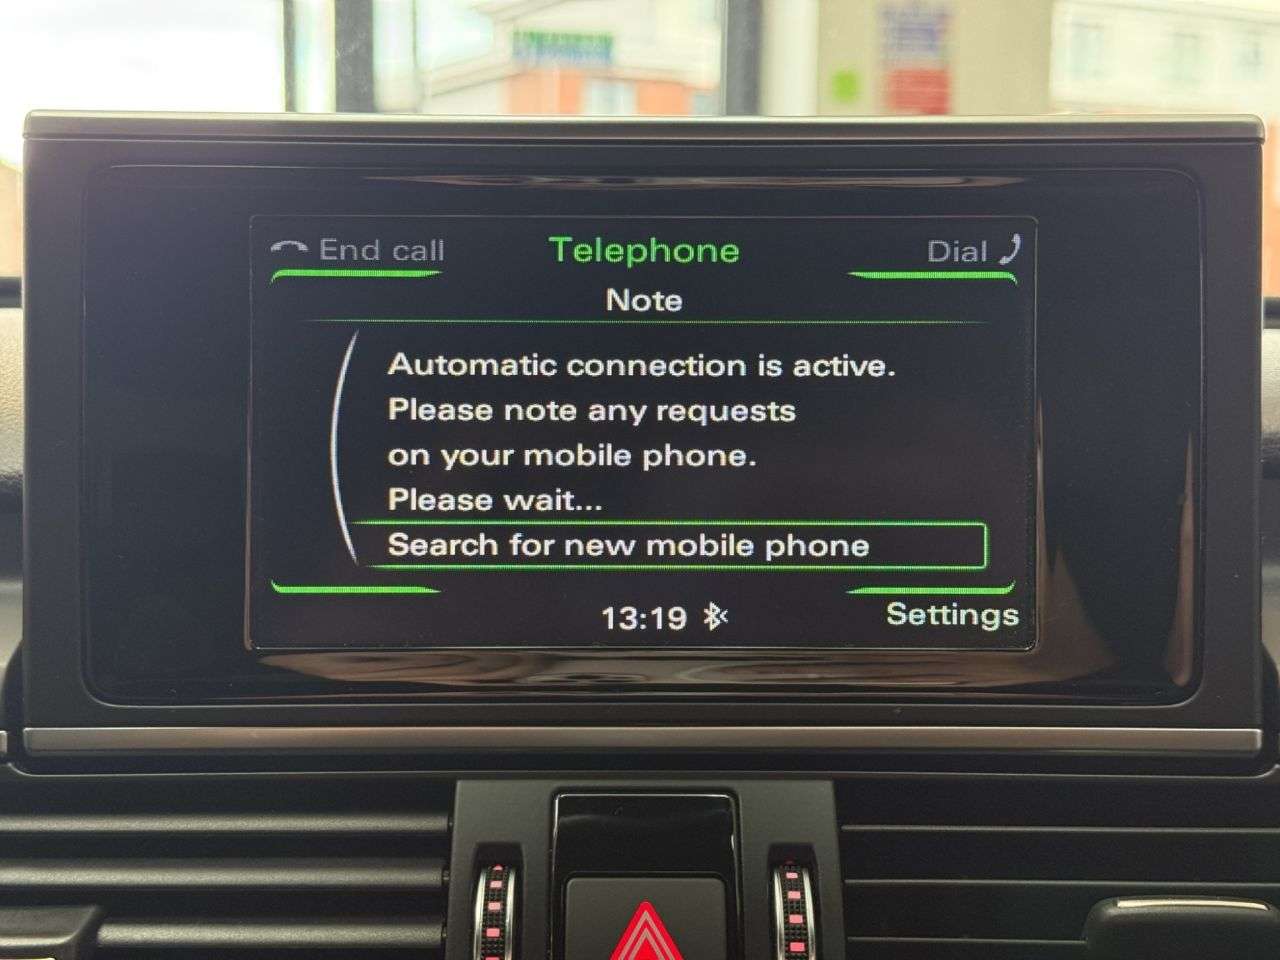 End call Telephone Dial
Note
Automatic connection is active.
Please note any requests
on your mobile phone.
Please wait...
Search for new mobile phone
13:19 Settings